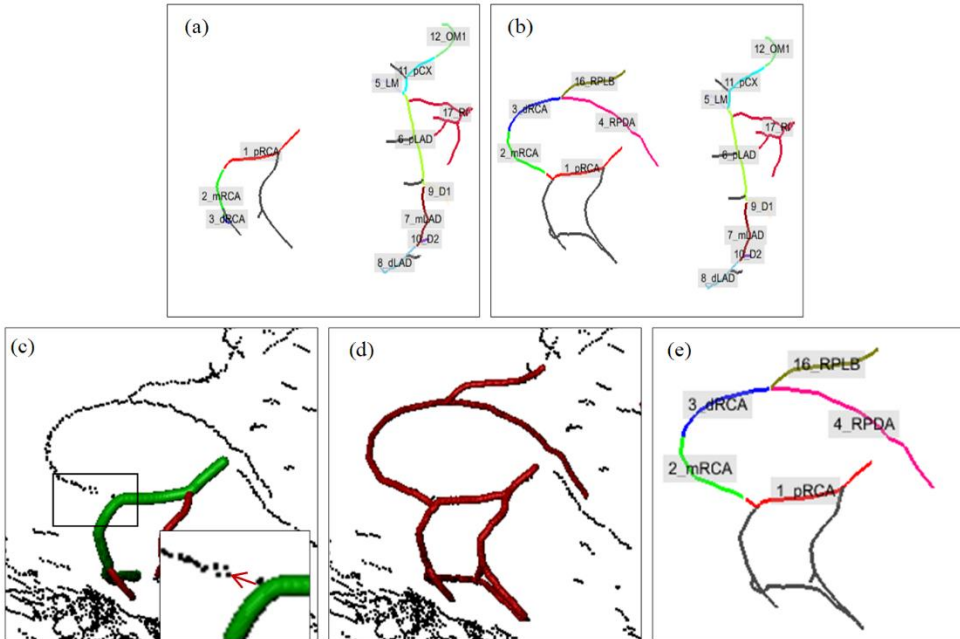 (a)
12_OM1
11_pCX
5_LM
17_RI
6_pLAD
1_pRCA
9_D1
2_mRCA
3_dRCA
7_mLAD
10_D2
8_dLAD
(b)
12_OM1
16_RPLB
11_pCX
5_LM
3_dRCA
4_RPDA
17_RI
2_mRCA
6_pLAD
1_pRCA
9_D1
7_mLAD
10_D2
8_dLAD
(c)
(d)
(e)
16_RPLB
3_dRCA
4_RPDA
2_mRCA
1_pRCA